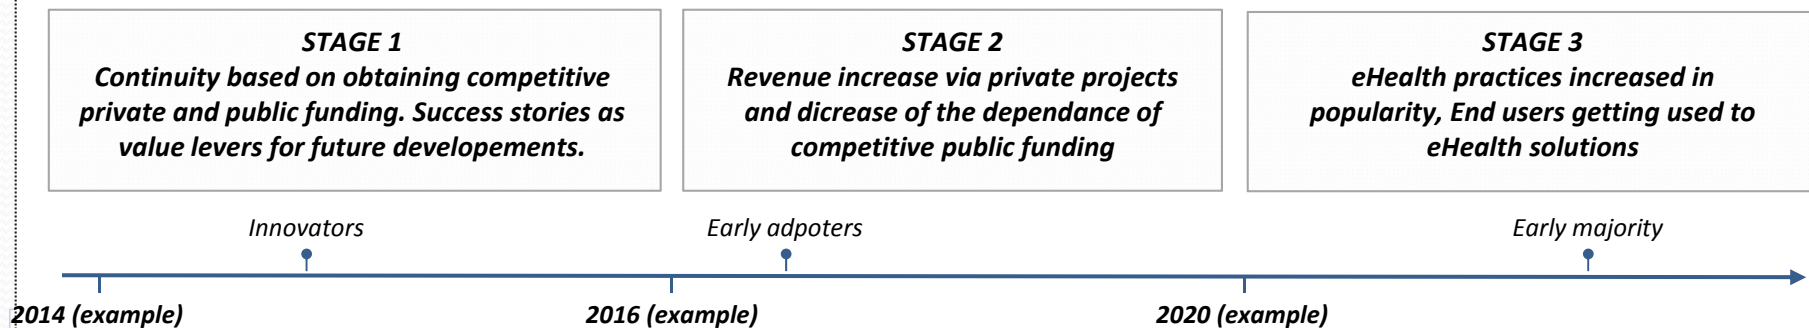 STAGE 1
Continuity based on obtaining competitive
private and public funding. Success stories as
value levers for future developements.
STAGE 2
Revenue increase via private projects
and dicrease of the dependance of
competitive public funding
STAGE 3
eHealth practices increased in
popularity, End users getting used to
eHealth solutions
Innovators
Early adpoters
Early majority
2014 (example)
2016 (example)
2020 (example)